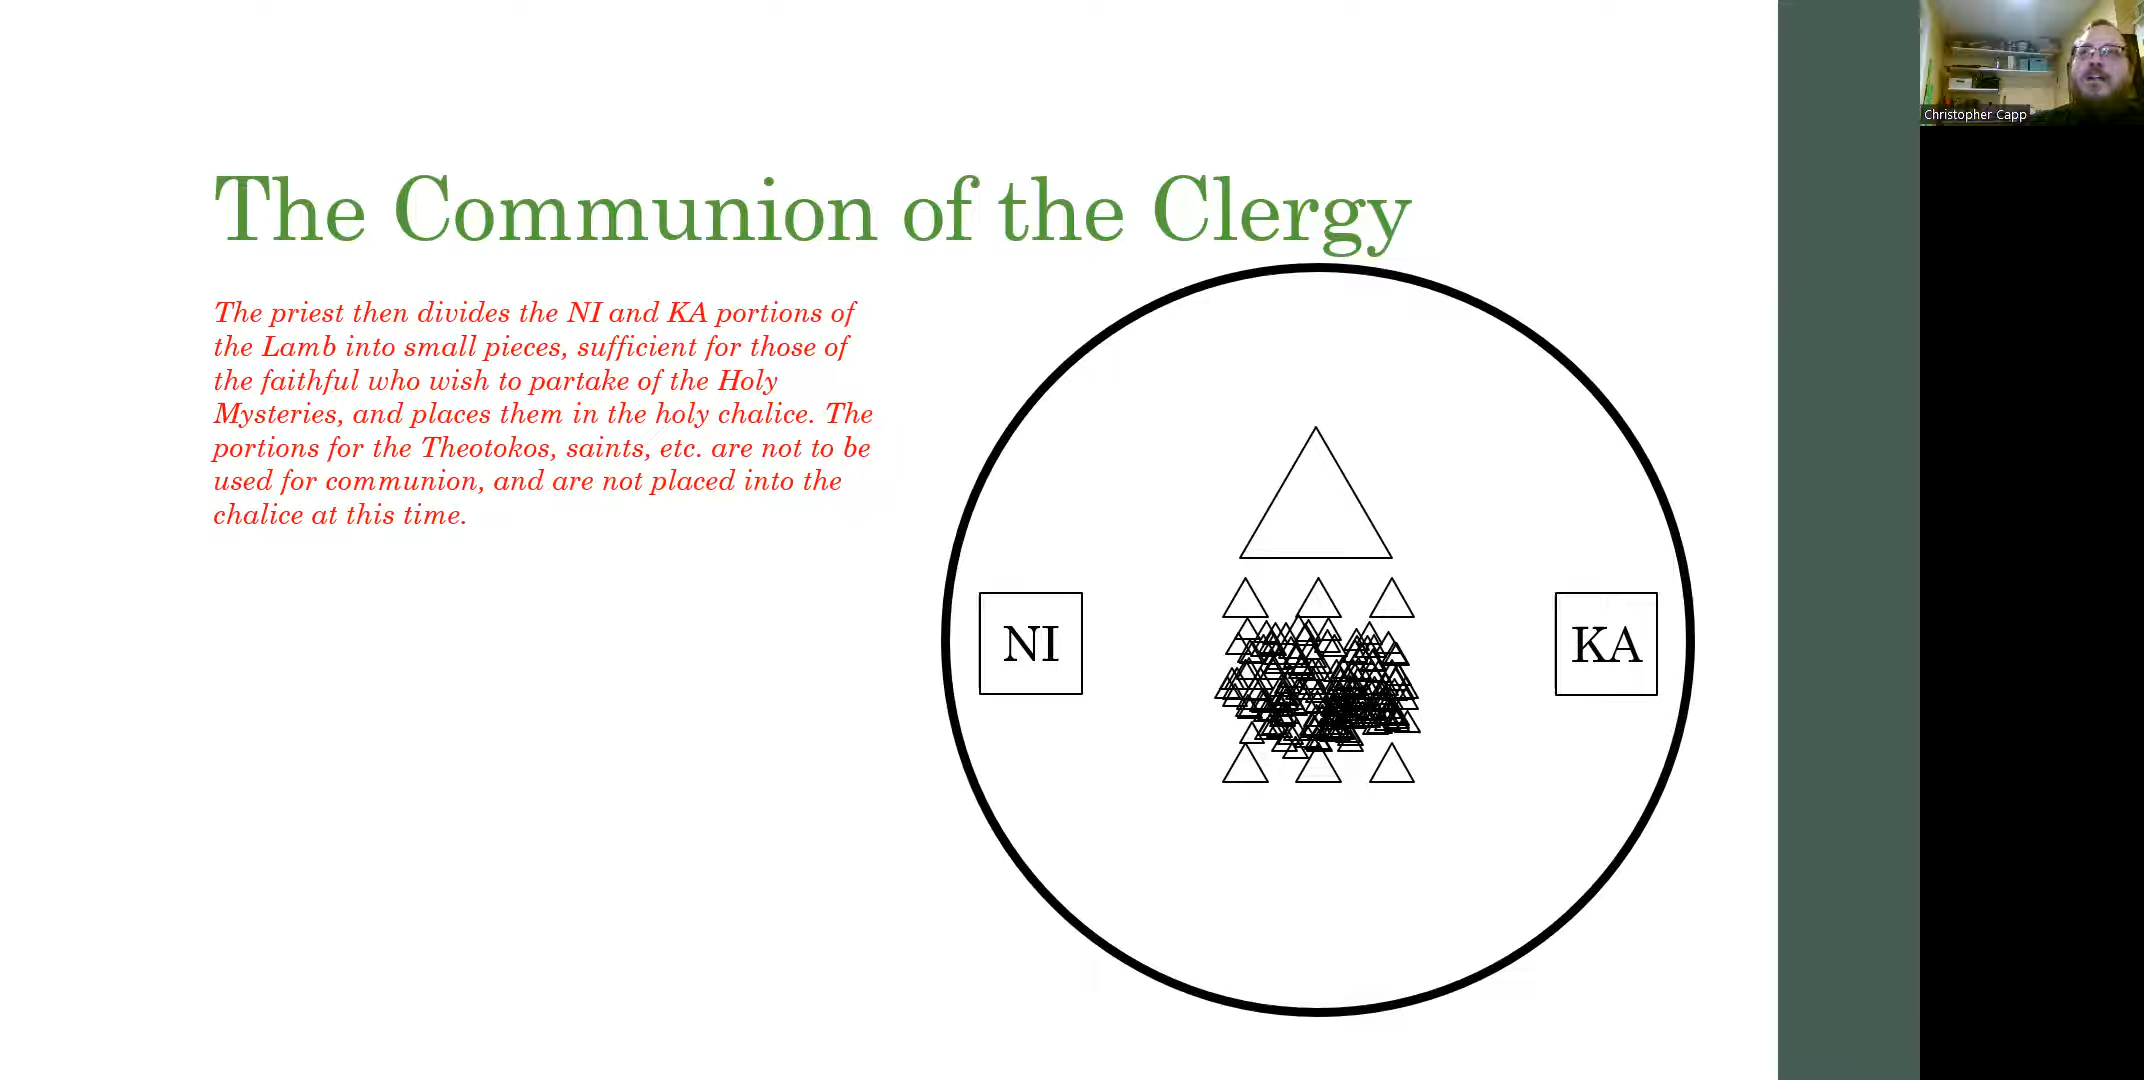 Christopher Capp
The Communion of the Clergy
The priest then divides the NI and KA portions of
the Lamb into small pieces, sufficient for those of
the faithful who wish to partake of the Holy
Mysteries, and places them in the holy chalice. The
portions for the Theotokos, saints, etc. are not to be
used for communion, and are not placed into the
chalice at this time.
NI
KA